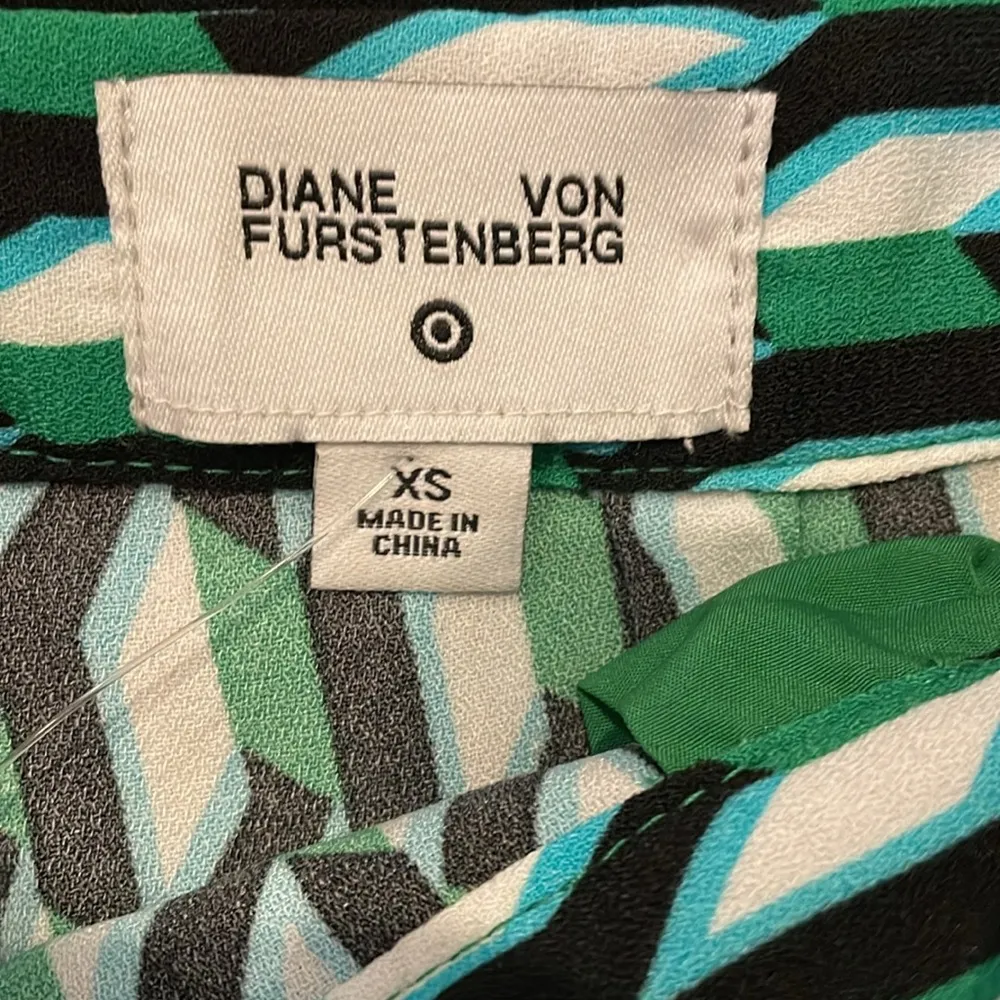 DIANE VON
FURSTENBERG
XS
MADE IN
CHINA